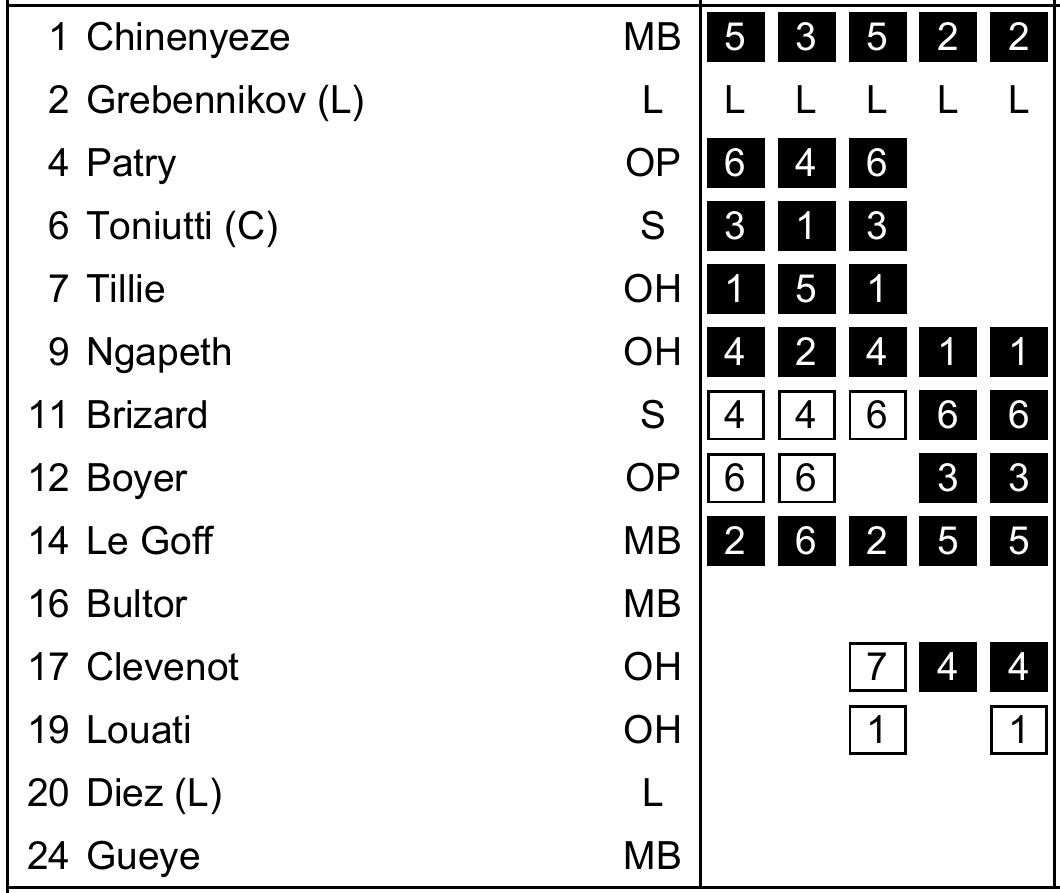 1 Chinenyeze MB 5 3 5 2 2
2 Grebennikov (L) L L L L L L
4 Patry OP 6 4 6
6 Toniutti (C) S 3 1 3
7 Tillie OH 1 5 1
9 Ngapeth OH 4 2 4 1 1
11 Brizard S 4 4 6 6 6
12 Boyer OP 6 6 3 3
14 Le Goff MB 2 6 2 5 5
16 Bultor MB
17 Clevenot OH 7 4 4
19 Louati OH 1 1
20 Diez (L) L
24 Gueye MB